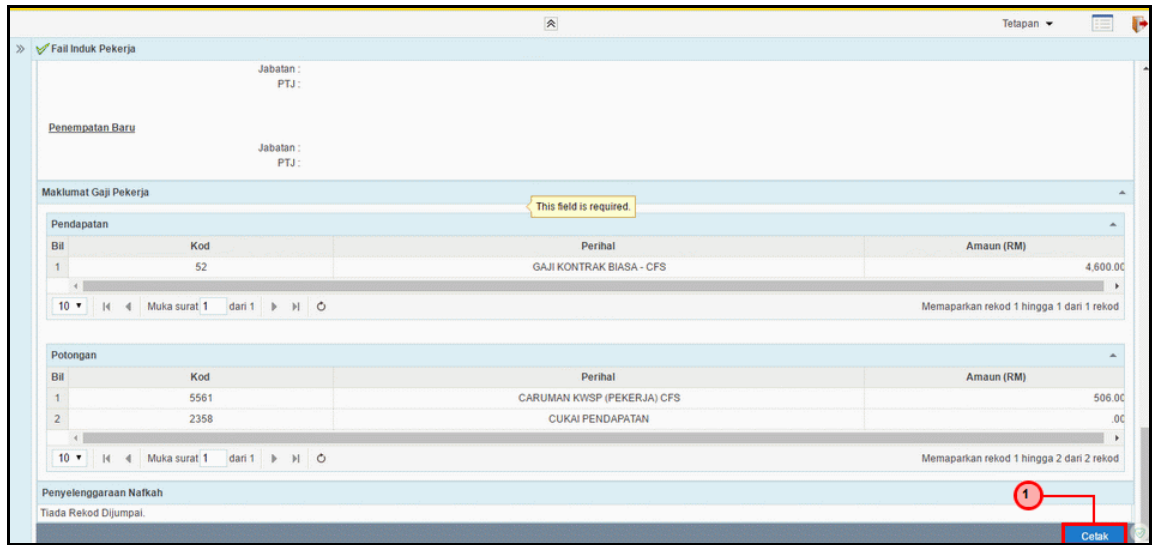 Tetapan
Fail Induk Pekerja
Jabatan :
PTJ :
Penempatan Baru
Jabatan :
PTJ :
Maklumat Gaji Pekerja
This field is required.
Pendapatan
Bil Kod Perihal Amaun (RM)
1 52 GAJI KONTRAK BIASA - CFS 4,600.00
10 Muka surat 1 dari 1 Memaparkan rekod 1 hingga 1 dari 1 rekod
Potongan
Bil Kod Perihal Amaun (RM)
1 5561 CARUMAN KWSP (PEKERJA) CFS 506.00
2 2358 CUKAI PENDAPATAN .00
10 Muka surat 1 dari 1 Memaparkan rekod 1 hingga 2 dari 2 rekod
Penyelenggaraan Nafkah
1
Tiada Rekod Dijumpai.
Cetak